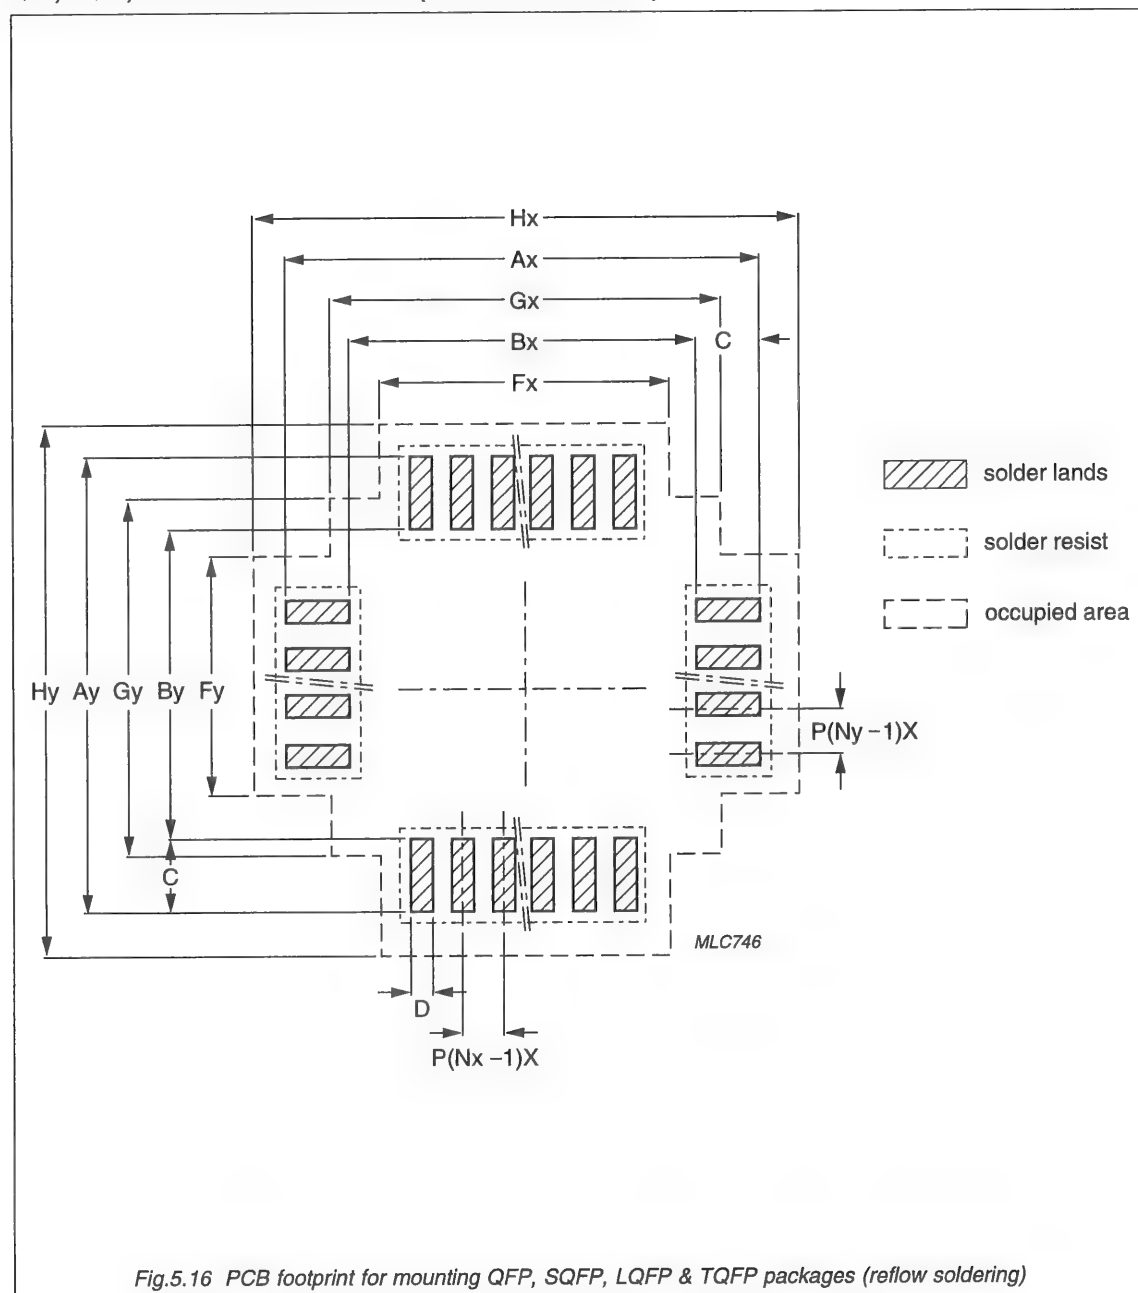 Hx
Ax
Gx
Bx
C
Fx
solder lands
solder resist
occupied area
Hy Ay Gy By Fy
P(Ny −1)X
C
MLC746
D
P(Nx −1)X
Fig.5.16 PCB footprint for mounting QFP, SQFP, LQFP & TQFP packages (reflow soldering)